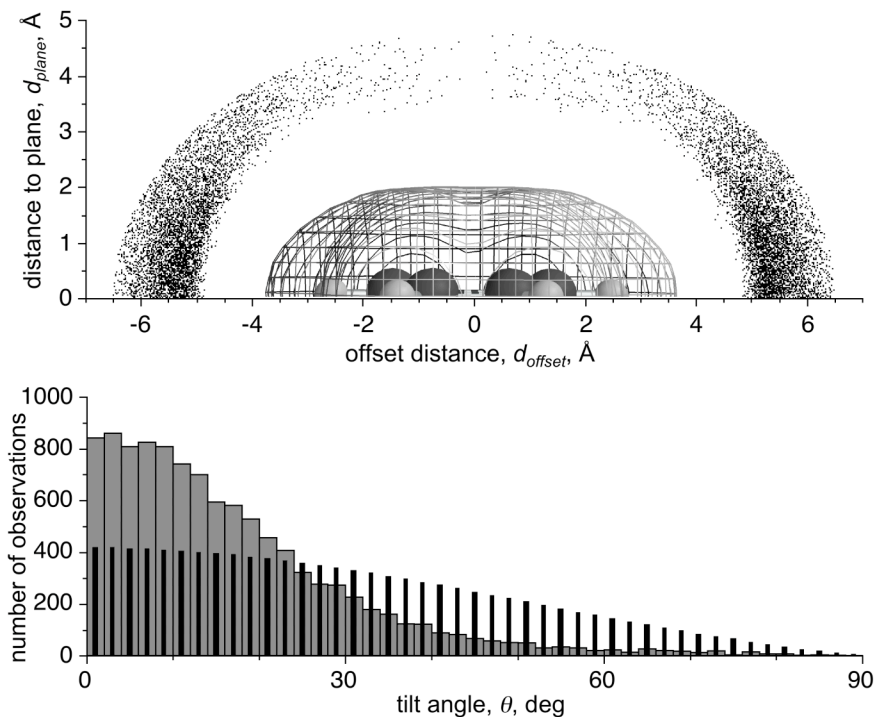 5
4
3
2
1
0
distance to plane, dplane, Å
-6 -4 -2 0 2 4 6
offset distance, doffset, Å
1000
800
600
400
200
0
number of observations
0 30 60 90
tilt angle, θ, deg